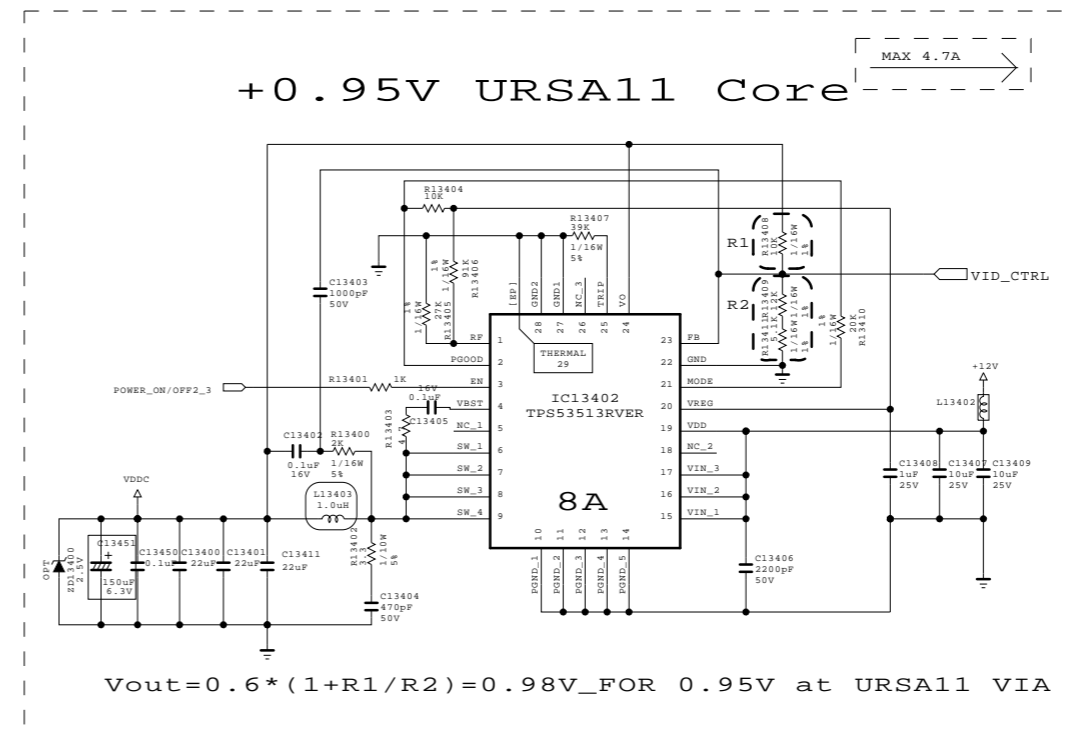 MAX 4.7A
+0.95V URSA11 Core
R13404
10K
R13407
39K
1/16W
5%
R1
R13408
10K
1/16W
1%
C13403
1000pF
50V
1%
1/16W
91K
R13406
1%
1/16W
27K
R13405
[EP]
GND2
GND1
NC_3
TRIP
VO
28
27
26
25
24
VID_CTRL
R2
R13409
12K
1/16W
1%
R13411
5.1K
1/16W
1%
1%
1/16W
20K
R13410
RF
1
PGOOD
2
EN
3
VBST
4
NC_1
5
SW_1
6
SW_2
7
SW_3
8
SW_4
9
THERMAL
29
IC13402
TPS53513RVER
8A
23
FB
22
GND
21
MODE
20
VREG
19
VDD
18
NC_2
17
VIN_3
16
VIN_2
15
VIN_1
10
11
12
13
14
PGND_1
PGND_2
PGND_3
PGND_4
PGND_5
POWER_ON/OFF2_3
R13401
1K
16V
0.1uF
C13405
R13403
C13402
0.1uF
16V
R13400
2K
1/16W
5%
L13403
1.0uH
R13402
3.3
1/10W
5%
C13404
470pF
50V
+12V
L13402
C13408
1uF
25V
C13407
10uF
25V
C13409
10uF
25V
C13406
2200pF
50V
VDDC
OPT
ZD13400
2.5V
C13451
+
150uF
6.3V
C13450
0.1uF
C13400
22uF
C13401
22uF
C13411
22uF
Vout=0.6*(1+R1/R2)=0.98V_FOR 0.95V at URSA11 VIA